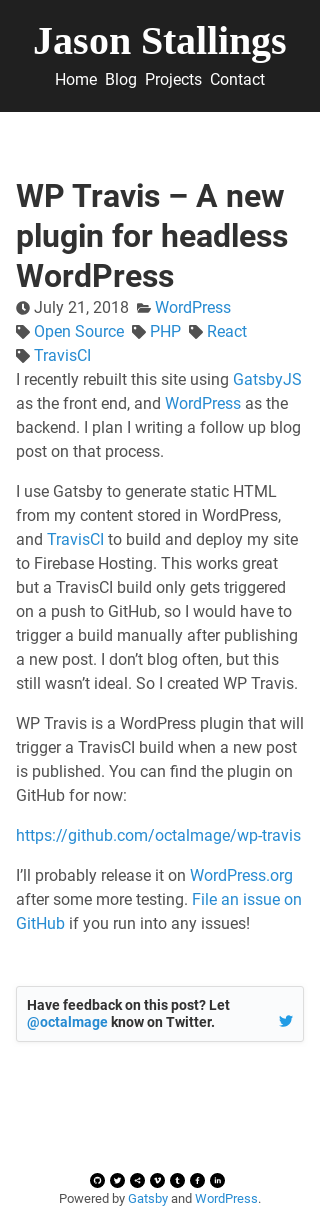 Jason Stallings
Home Blog Projects Contact
WP Travis – A new
plugin for headless
WordPress
July 21, 2018 WordPress
Open Source PHP React
TravisCI
I recently rebuilt this site using GatsbyJS
as the front end, and WordPress as the
backend. I plan I writing a follow up blog
post on that process.
I use Gatsby to generate static HTML
from my content stored in WordPress,
and TravisCI to build and deploy my site
to Firebase Hosting. This works great
but a TravisCI build only gets triggered
on a push to GitHub, so I would have to
trigger a build manually after publishing
a new post. I don’t blog often, but this
still wasn’t ideal. So I created WP Travis.
WP Travis is a WordPress plugin that will
trigger a TravisCI build when a new post
is published. You can find the plugin on
GitHub for now:
https://github.com/octalmage/wp-travis
I’ll probably release it on WordPress.org
after some more testing. File an issue on
GitHub if you run into any issues!
Have feedback on this post? Let
@octalmage know on Twitter.
Powered by Gatsby and WordPress.